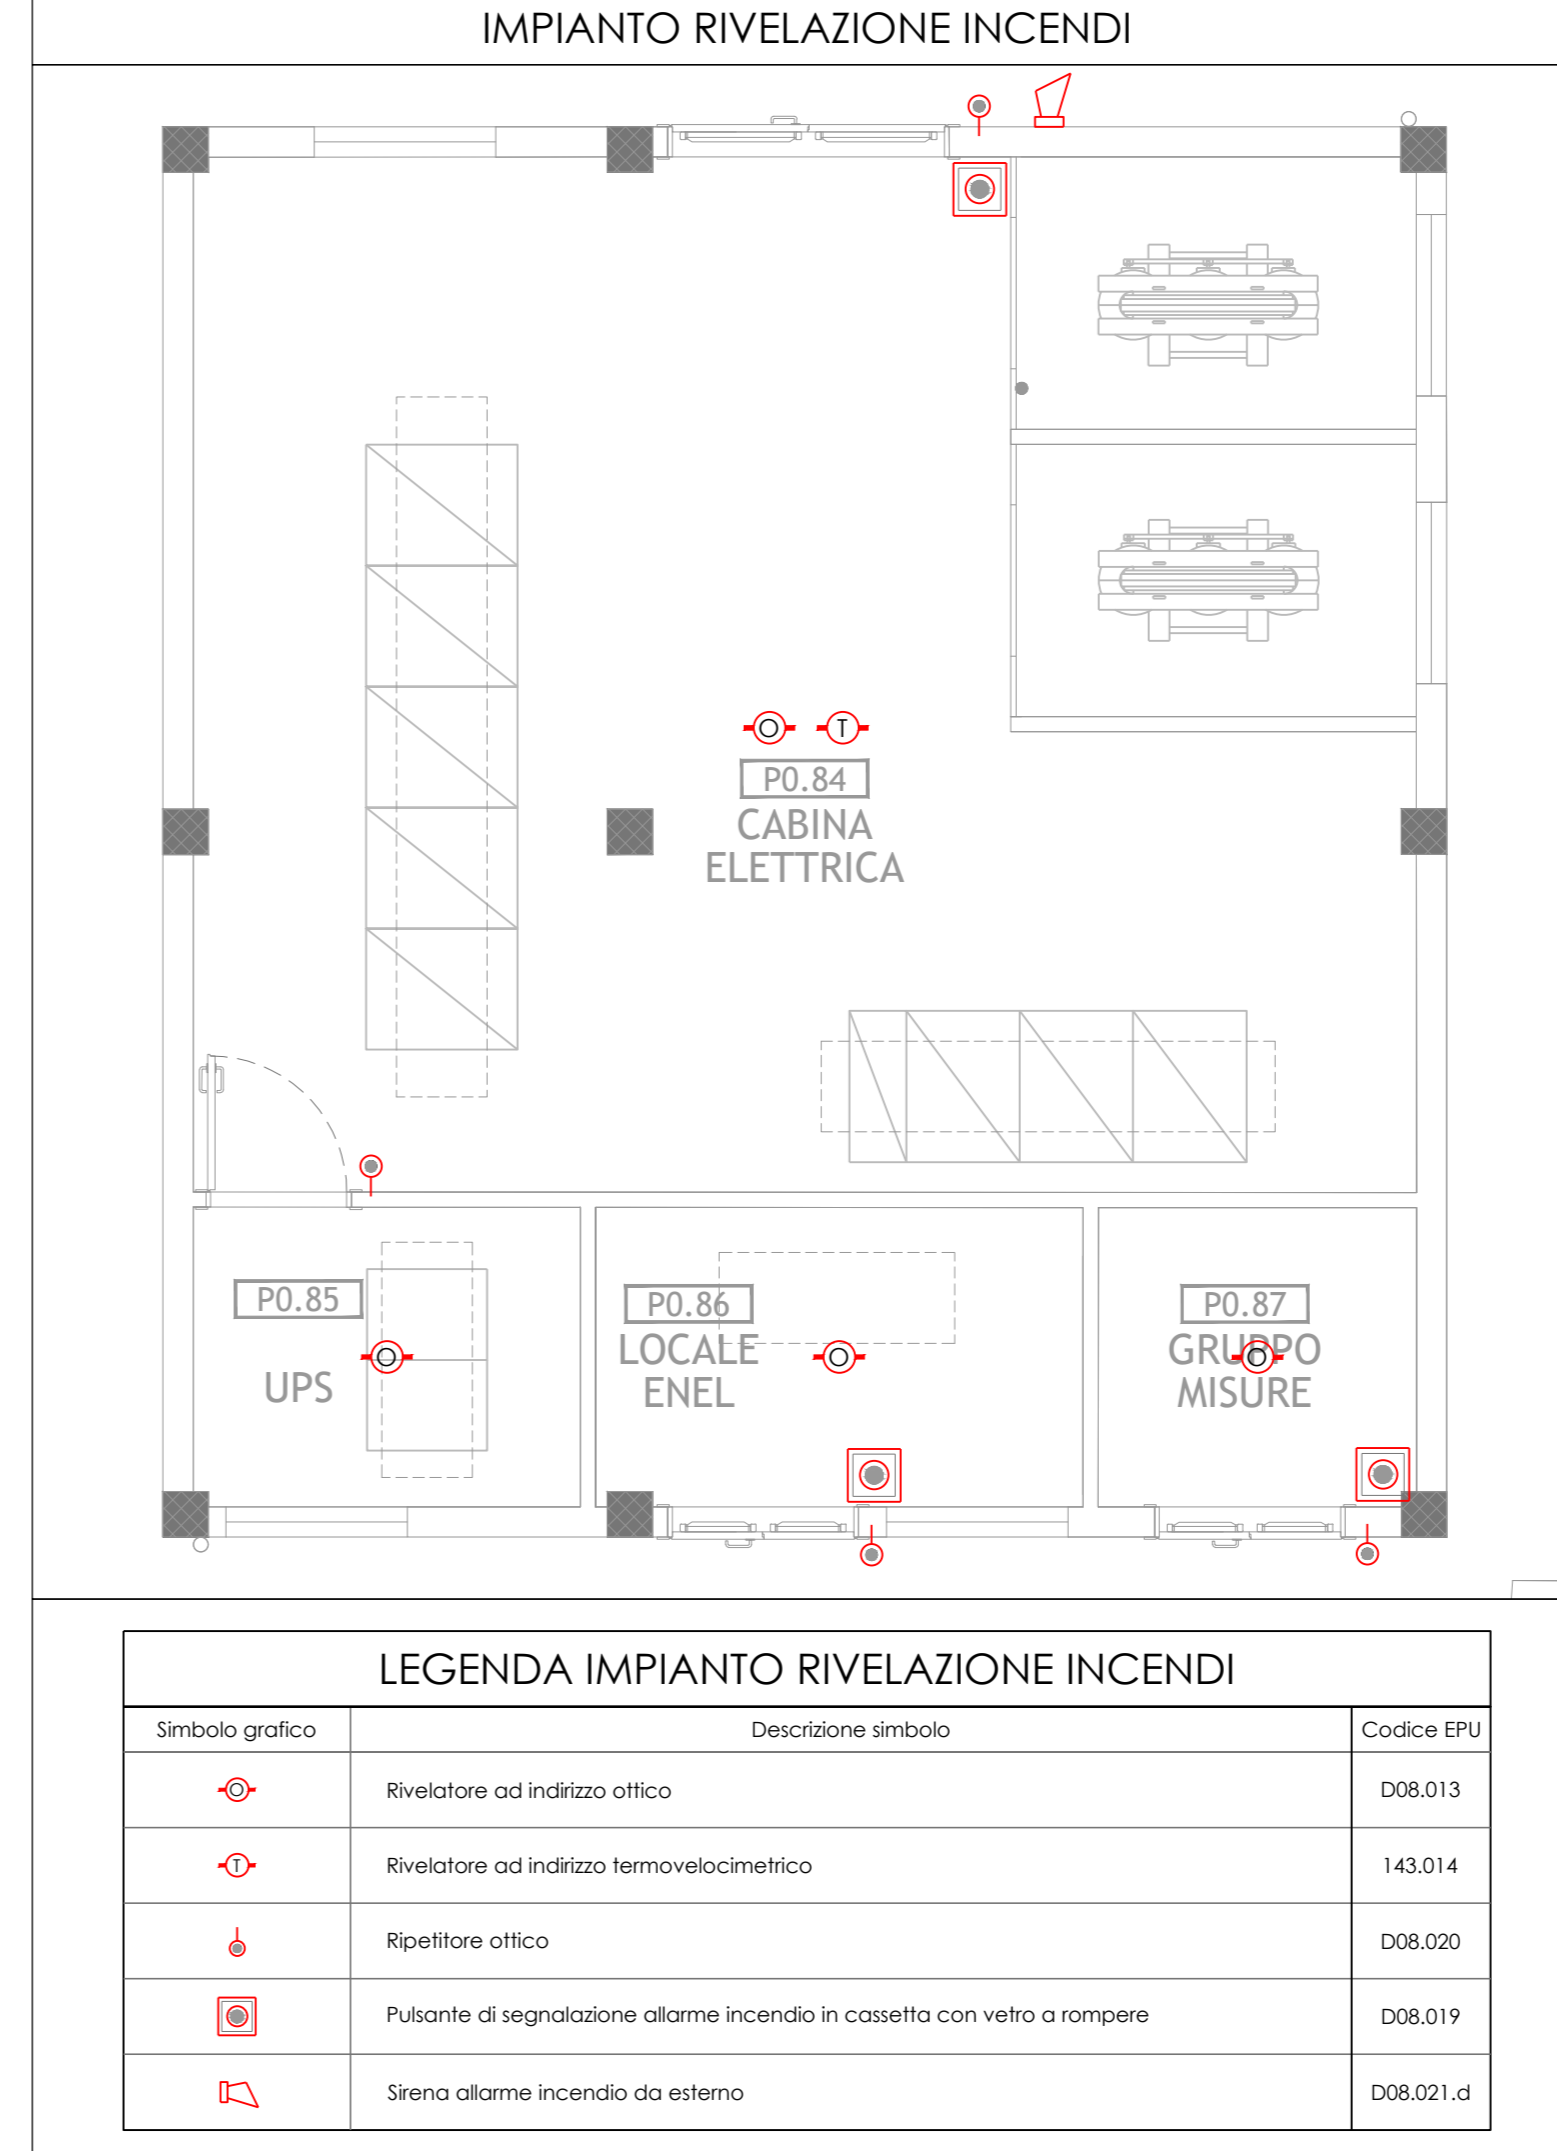 IMPIANTO RIVELAZIONE INCENDI
O T
P0.84
CABINA
ELETTRICA
P0.85
UPS
O
P0.86
LOCALE
ENEL
O
P0.87
GRUPPO
MISURE
O
LEGENDA IMPIANTO RIVELAZIONE INCENDI
Simbolo grafico Descrizione simbolo Codice EPU
O Rivelatore ad indirizzo ottico D08.013
T Rivelatore ad indirizzo termovelocimetrico 143.014
Ripetitore ottico D08.020
Pulsante di segnalazione allarme incendio in cassetta con vetro a rompere D08.019
Sirena allarme incendio da esterno D08.021.d